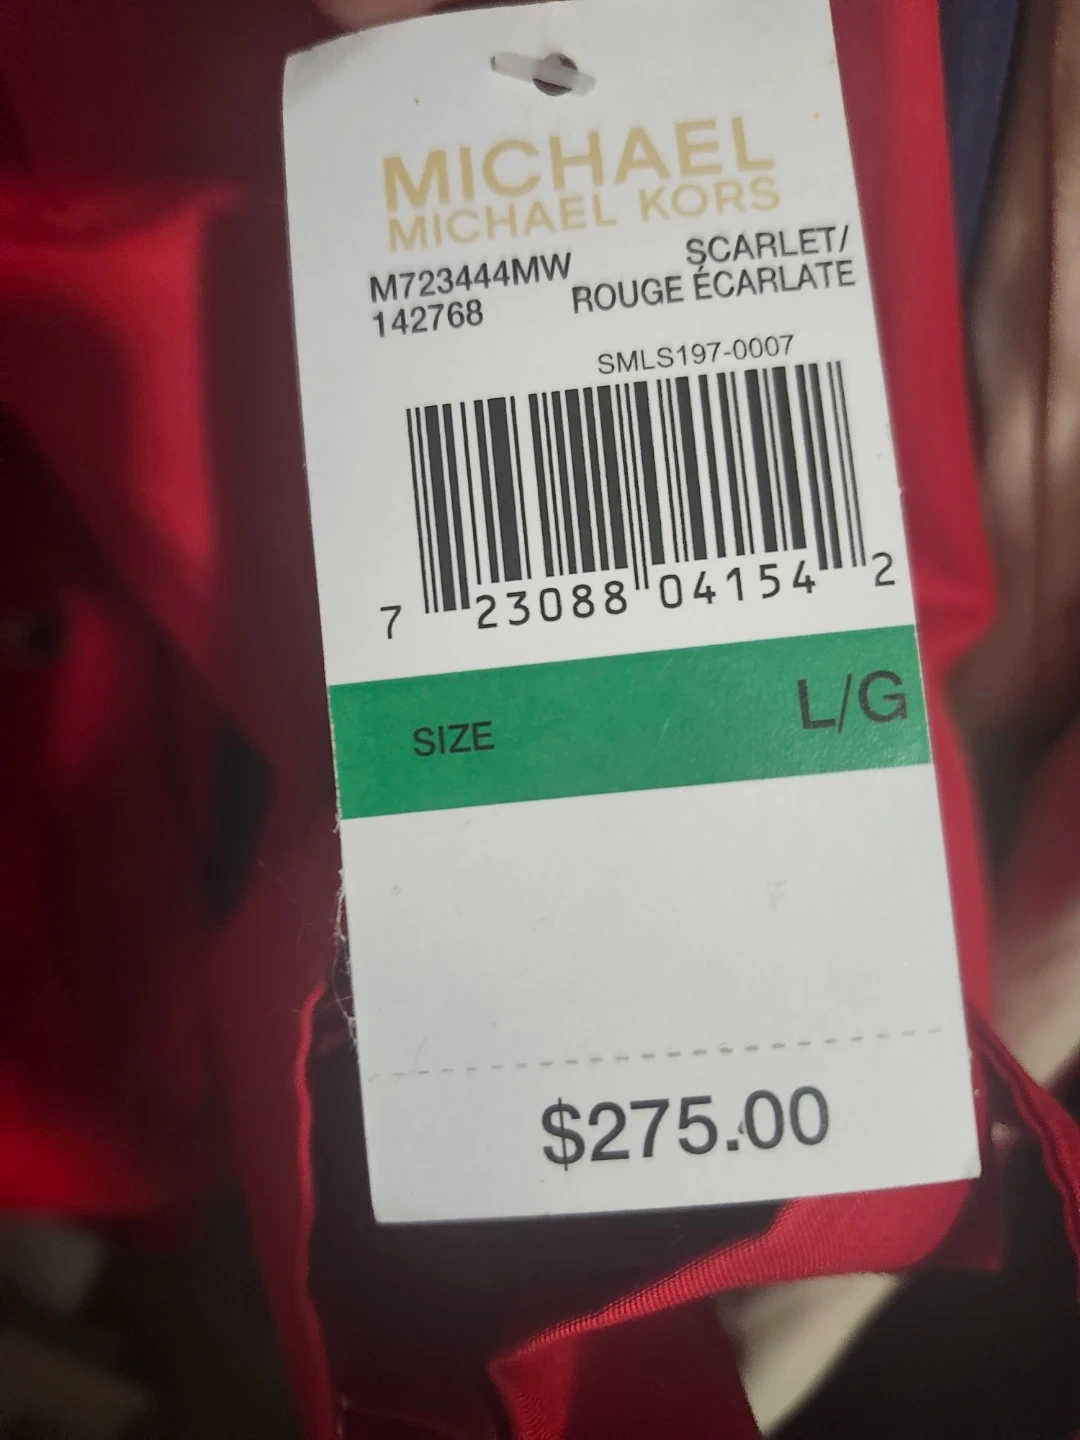 MICHAEL
MICHAEL KORS
M723444MW SCARLET/
142768 ROUGE ÉCARLATE
SMLS197-0007
7 23088 04154 2
SIZE L/G
$275.00